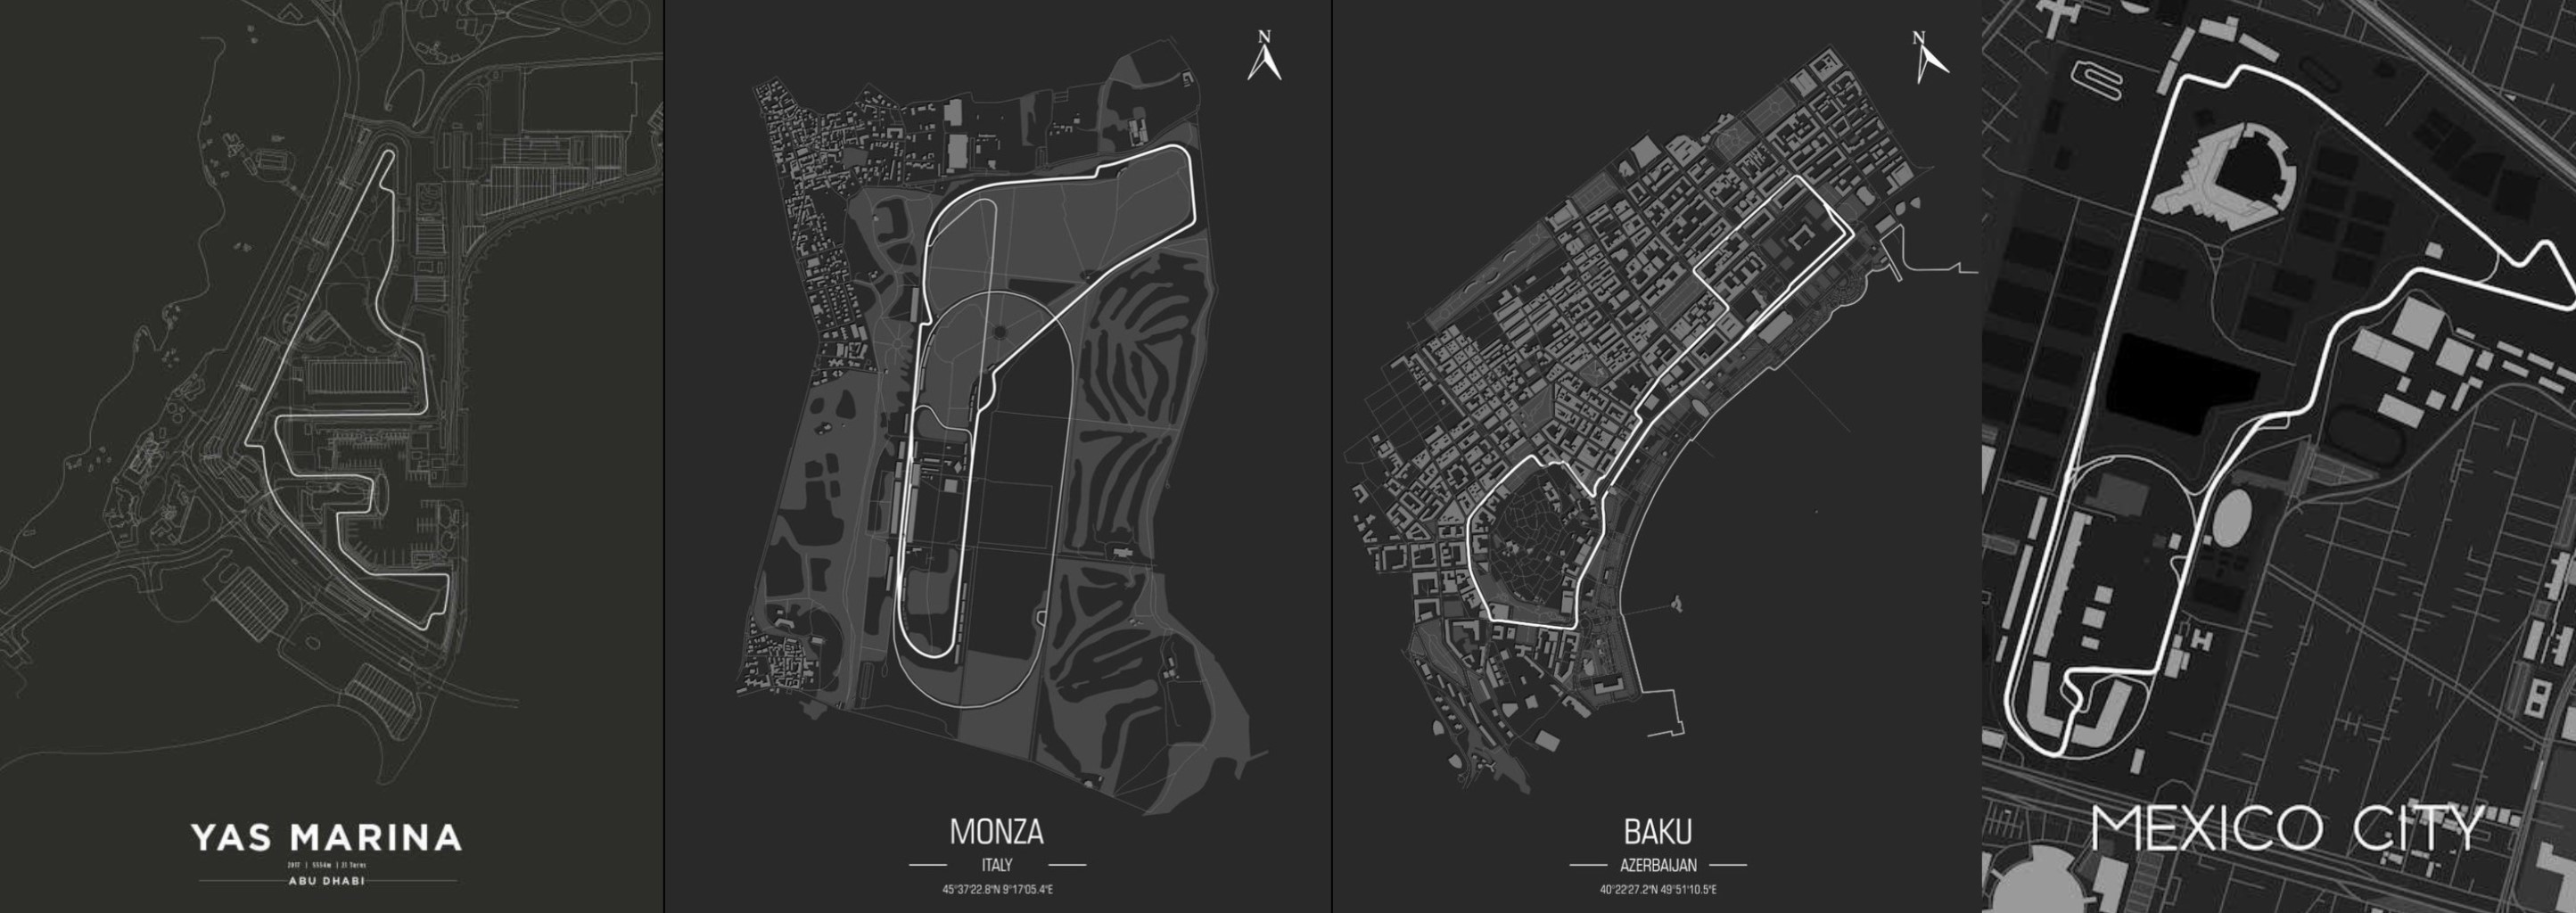 N
N
YAS MARINA
2017 | 5554m | 21 Turns
ABU DHABI
MONZA
ITALY
45°37'22.8"N 9°17'05.4"E
BAKU
AZERBAIJAN
40°22'27.2"N 49°51'10.5"E
MEXICO CITY